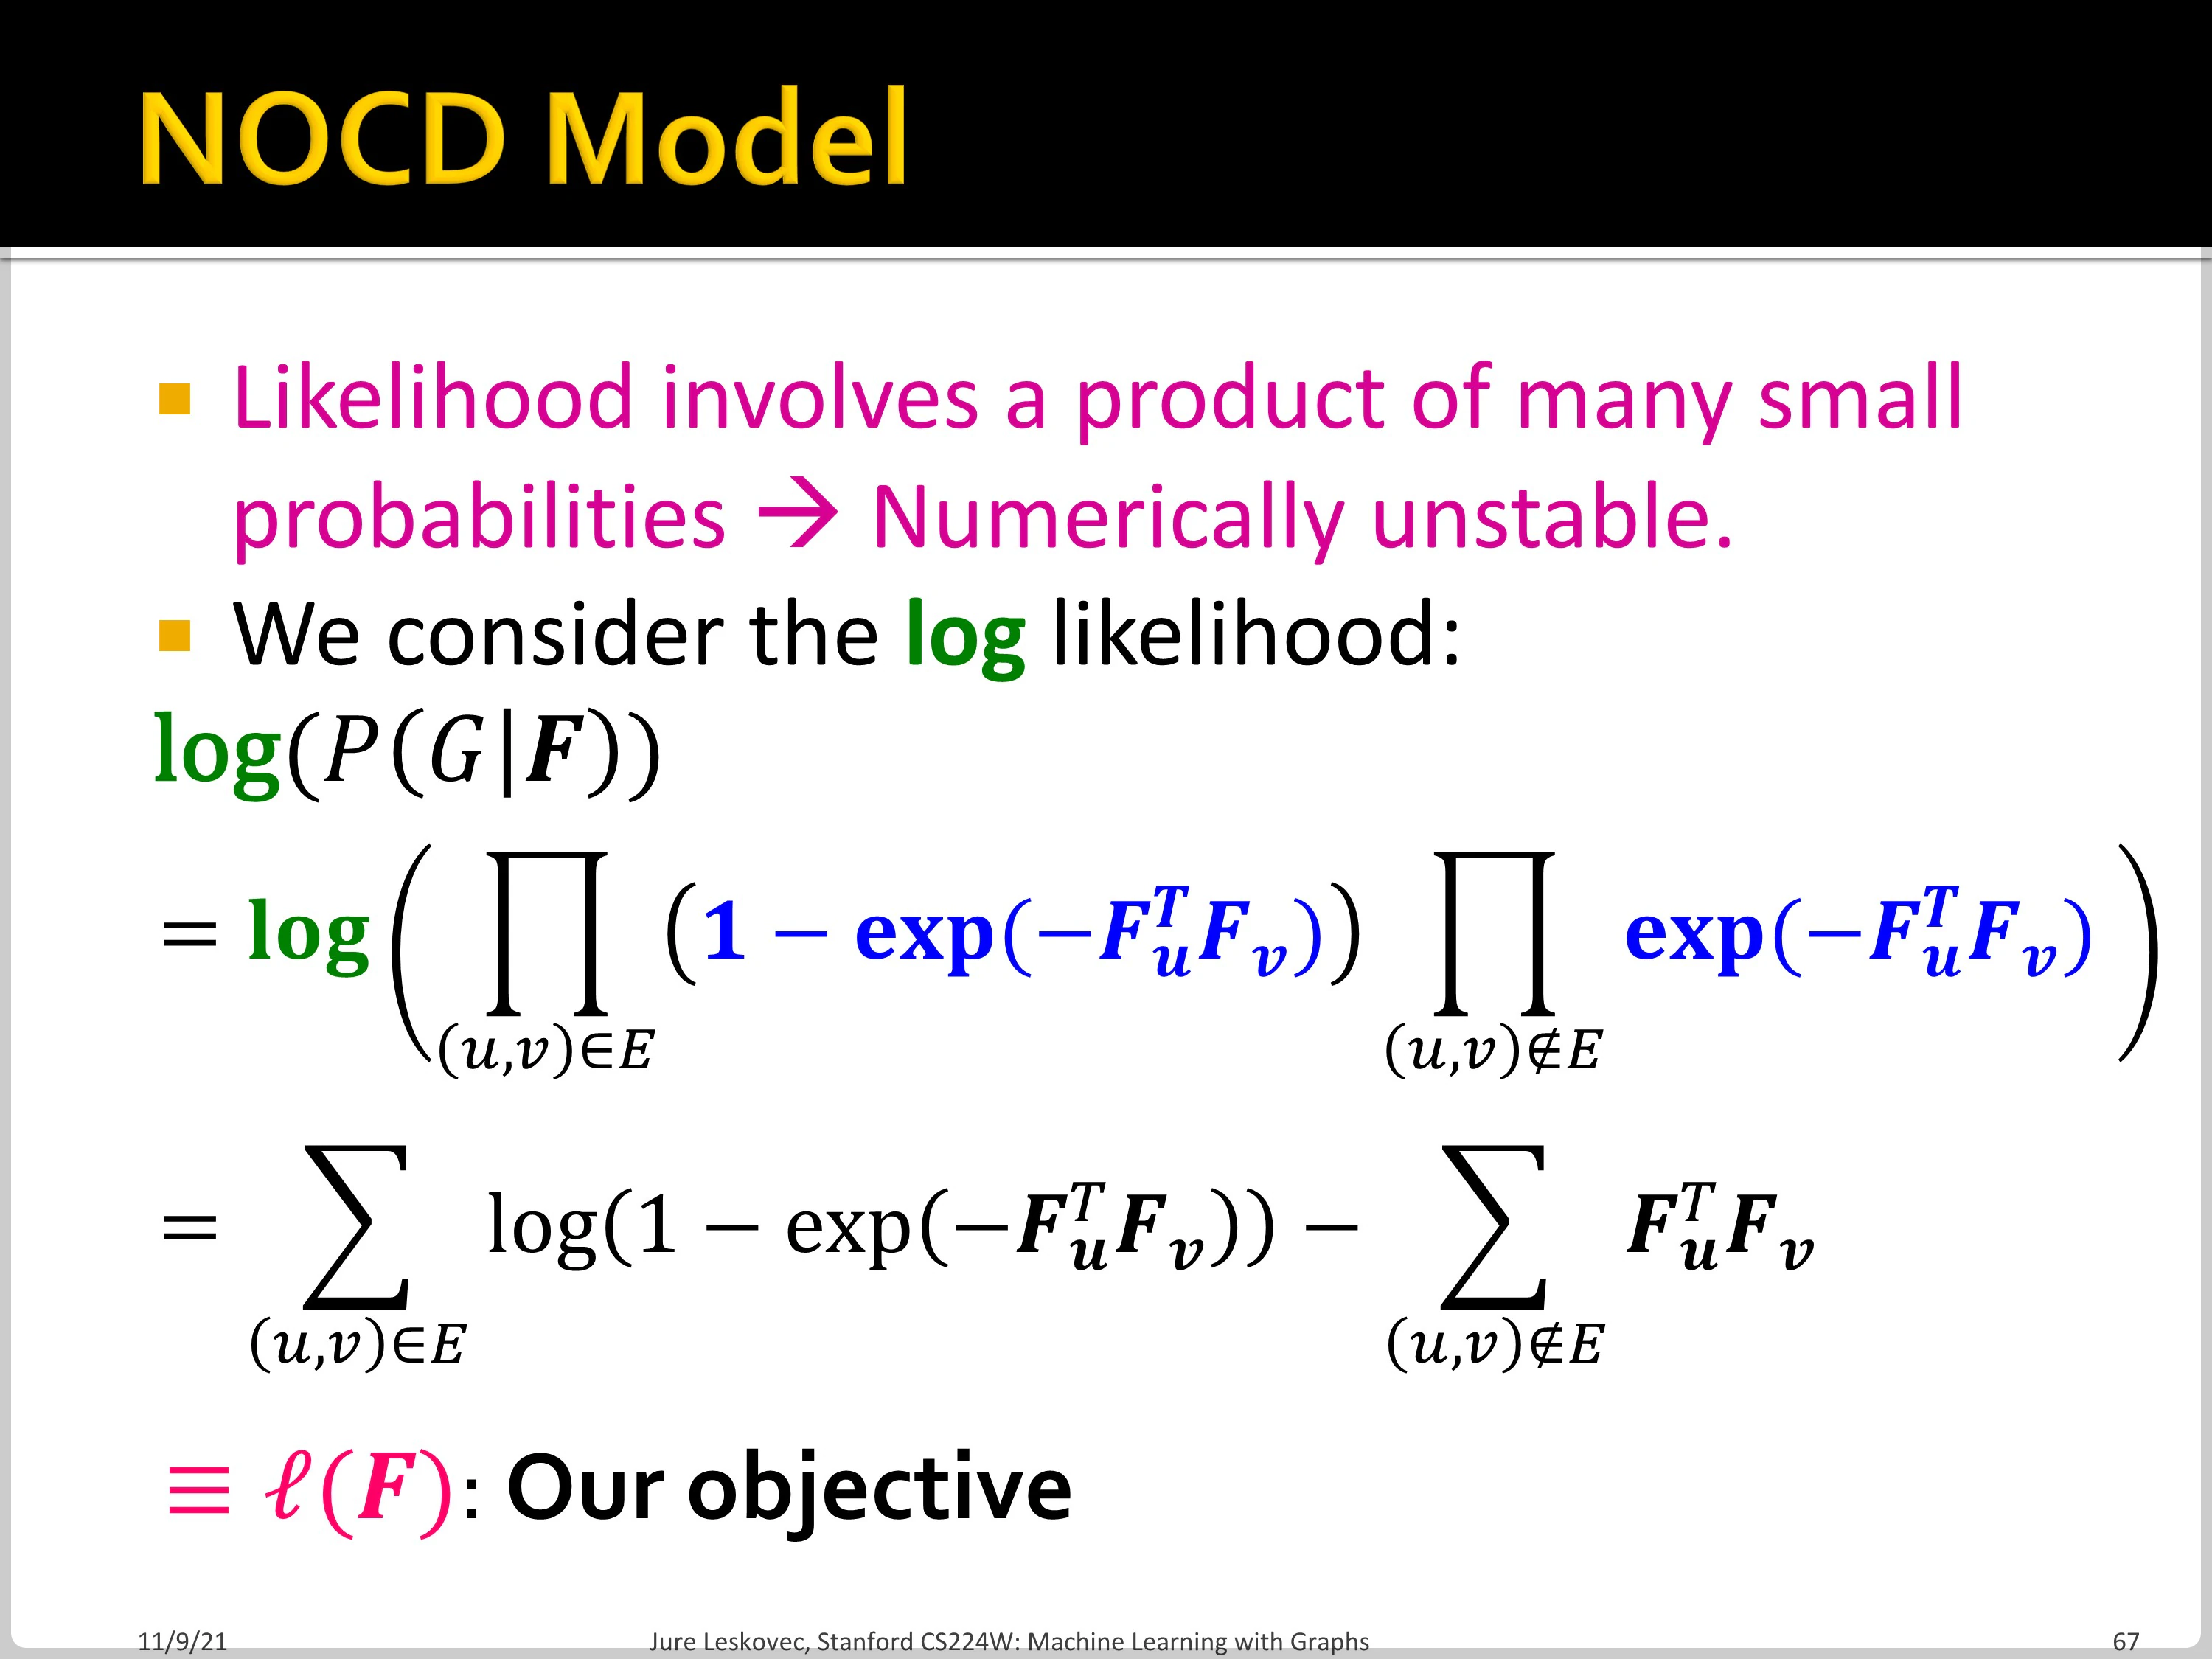 NOCD Model
▪ Likelihood involves a product of many small
probabilities → Numerically unstable.
▪ We consider the log likelihood:
log(P(G|F))
= log(∏_{(u,v)∈E} (1 − exp(−F_u^T F_v)) ∏_{(u,v)∉E} exp(−F_u^T F_v))
= ∑_{(u,v)∈E} log(1 − exp(−F_u^T F_v)) − ∑_{(u,v)∉E} F_u^T F_v
≡ ℓ(F): Our objective
11/9/21 Jure Leskovec, Stanford CS224W: Machine Learning with Graphs 67